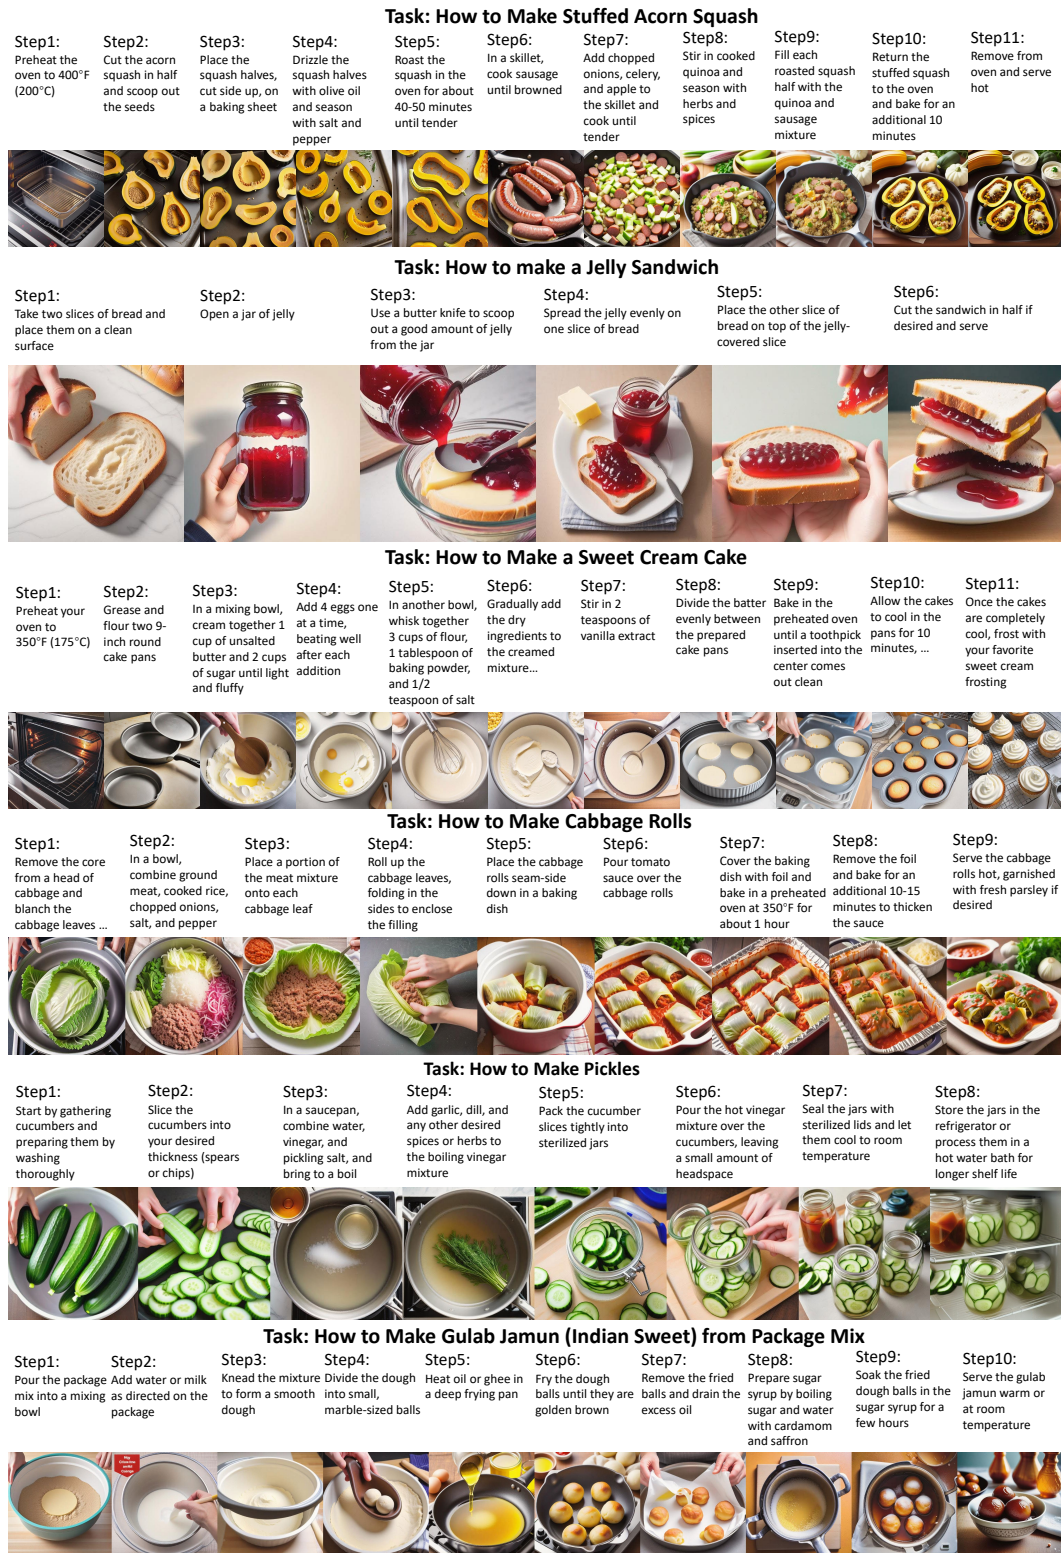 Task: How to Make Stuffed Acorn Squash
Step1:
Preheat the
oven to 400°F
(200°C)
Step2:
Cut the acorn
squash in half
and scoop out
the seeds
Step3:
Place the
squash halves,
cut side up, on
a baking sheet
Step4:
Drizzle the
squash halves
with olive oil
and season
with salt and
pepper
Step5:
Roast the
squash in the
oven for about
40-50 minutes
until tender
Step6:
In a skillet,
cook sausage
until browned
Step7:
Add chopped
onions, celery,
and apple to
the skillet and
cook until
tender
Step8:
Stir in cooked
quinoa and
season with
herbs and
spices
Step9:
Fill each
roasted squash
half with the
quinoa and
sausage
mixture
Step10:
Return the
stuffed squash
to the oven
and bake for an
additional 10
minutes
Step11:
Remove from
oven and serve
hot
Task: How to make a Jelly Sandwich
Step1:
Take two slices of bread and
place them on a clean
surface
Step2:
Open a jar of jelly
Step3:
Use a butter knife to scoop
out a good amount of jelly
from the jar
Step4:
Spread the jelly evenly on
one slice of bread
Step5:
Place the other slice of
bread on top of the jelly-
covered slice
Step6:
Cut the sandwich in half if
desired and serve
Task: How to Make a Sweet Cream Cake
Step1:
Preheat your
oven to
350°F (175°C)
Step2:
Grease and
flour two 9-
inch round
cake pans
Step3:
In a mixing bowl,
cream together 1
cup of unsalted
butter and 2 cups
of sugar until light
and fluffy
Step4:
Add 4 eggs one
at a time,
beating well
after each
addition
Step5:
In another bowl,
whisk together
3 cups of flour,
1 tablespoon of
baking powder,
and 1/2
teaspoon of salt
Step6:
Gradually add
the dry
ingredients to
the creamed
mixture...
Step7:
Stir in 2
teaspoons of
vanilla extract
Step8:
Divide the batter
evenly between
the prepared
cake pans
Step9:
Bake in the
preheated oven
until a toothpick
inserted into the
center comes
out clean
Step10:
Allow the cakes
to cool in the
pans for 10
minutes, ...
Step11:
Once the cakes
are completely
cool, frost with
your favorite
sweet cream
frosting
Task: How to Make Cabbage Rolls
Step1:
Remove the core
from a head of
cabbage and
blanch the
cabbage leaves ...
Step2:
In a bowl,
combine ground
meat, cooked rice,
chopped onions,
salt, and pepper
Step3:
Place a portion of
the meat mixture
onto each
cabbage leaf
Step4:
Roll up the
cabbage leaves,
folding in the
sides to enclose
the filling
Step5:
Place the cabbage
rolls seam-side
down in a baking
dish
Step6:
Pour tomato
sauce over the
cabbage rolls
Step7:
Cover the baking
dish with foil and
bake in a preheated
oven at 350°F for
about 1 hour
Step8:
Remove the foil
and bake for an
additional 10-15
minutes to thicken
the sauce
Step9:
Serve the cabbage
rolls hot, garnished
with fresh parsley if
desired
Task: How to Make Pickles
Step1:
Start by gathering
cucumbers and
preparing them by
washing
thoroughly
Step2:
Slice the
cucumbers into
your desired
thickness (spears
or chips)
Step3:
In a saucepan,
combine water,
vinegar, and
pickling salt, and
bring to a boil
Step4:
Add garlic, dill, and
any other desired
spices or herbs to
the boiling vinegar
mixture
Step5:
Pack the cucumber
slices tightly into
sterilized jars
Step6:
Pour the hot vinegar
mixture over the
cucumbers, leaving
a small amount of
headspace
Step7:
Seal the jars with
sterilized lids and let
them cool to room
temperature
Step8:
Store the jars in the
refrigerator or
process them in a
hot water bath for
longer shelf life
Task: How to Make Gulab Jamun (Indian Sweet) from Package Mix
Step1:
Pour the package
mix into a mixing
bowl
Step2:
Add water or milk
as directed on the
package
Step3:
Knead the mixture
to form a smooth
dough
Step4:
Divide the dough
into small,
marble-sized balls
Step5:
Heat oil or ghee in
a deep frying pan
Step6:
Fry the dough
balls until they are
golden brown
Step7:
Remove the fried
balls and drain the
excess oil
Step8:
Prepare sugar
syrup by boiling
sugar and water
with cardamom
and saffron
Step9:
Soak the fried
dough balls in the
sugar syrup for a
few hours
Step10:
Serve the gulab
jamun warm or
at room
temperature